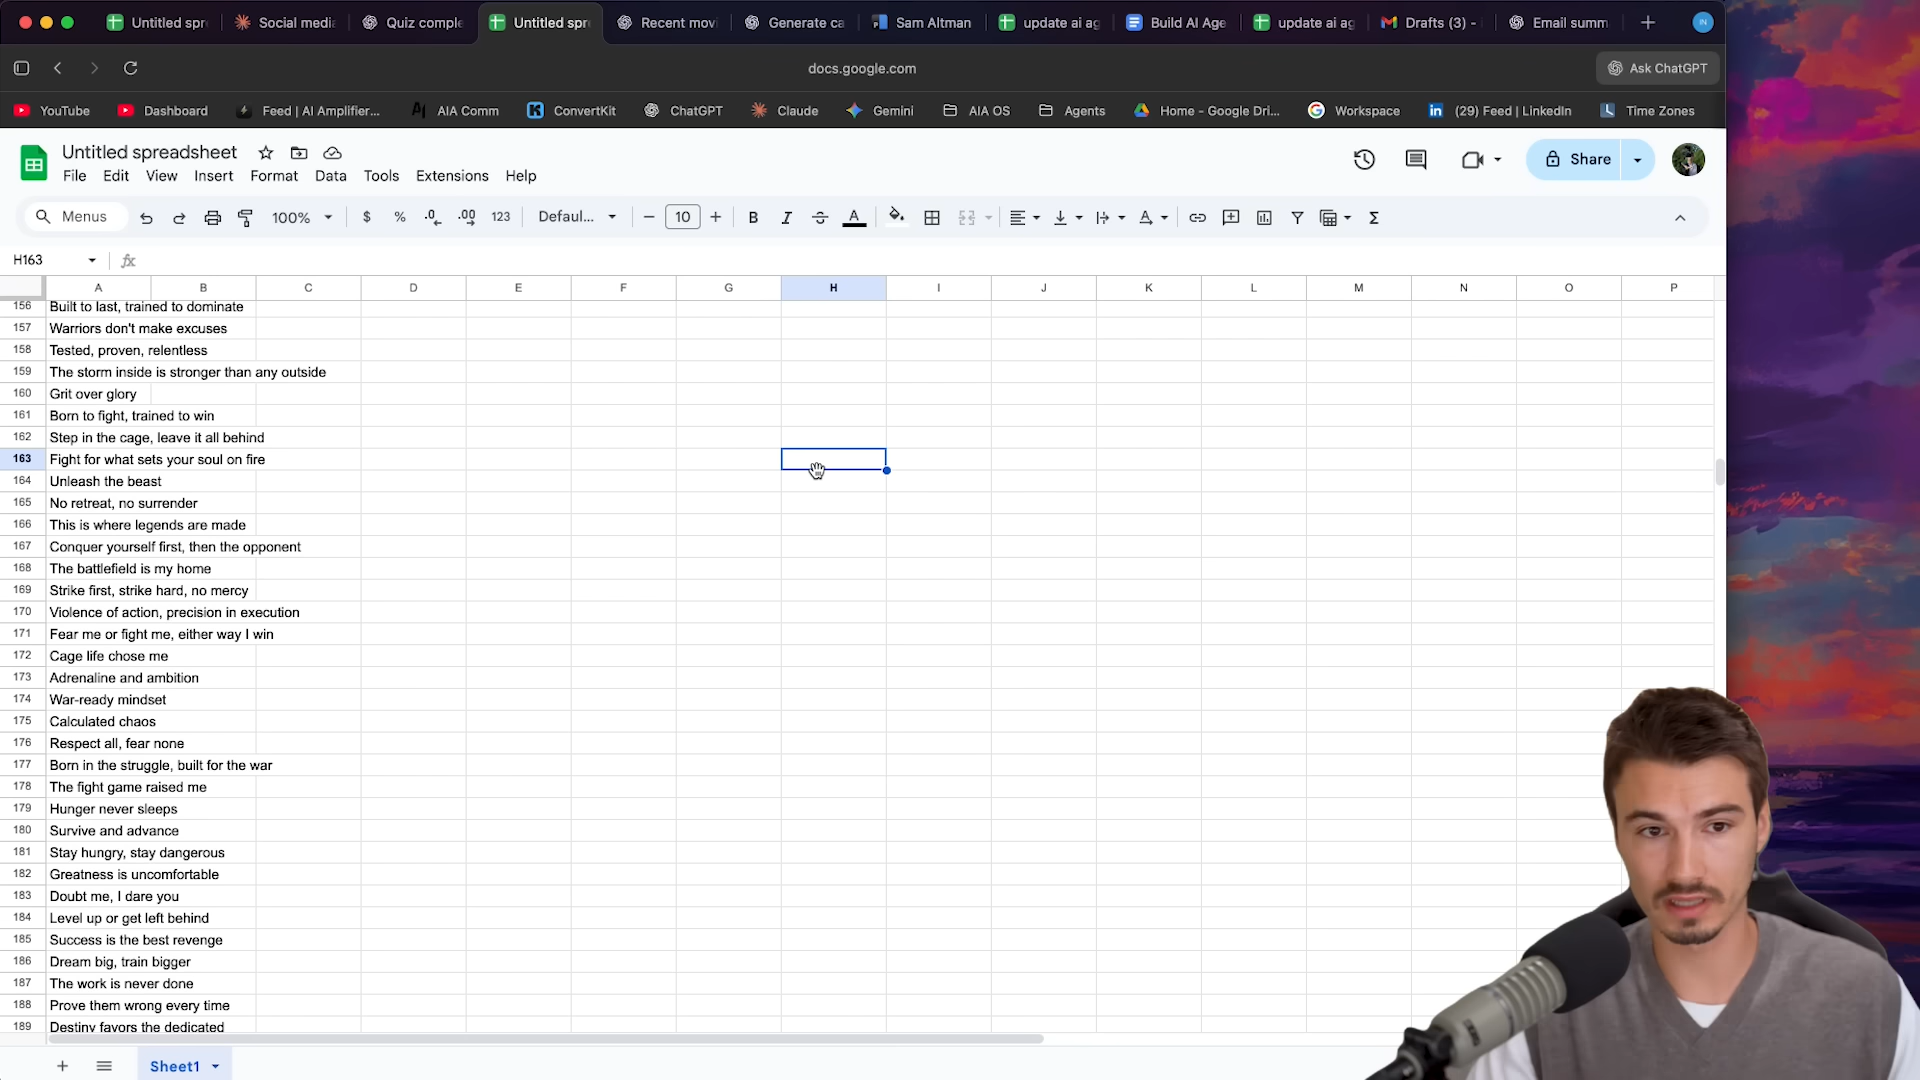 Untitled spr
Social medi
Quiz comple
Untitled spr
Recent movi
Generate ca
Sam Altman
update ai ag
Build AI Age
update ai ag
Drafts (3) -
Email summ
IN
docs.google.com
Ask ChatGPT
YouTube
Dashboard
Feed | AI Amplifier...
AIA Comm
ConvertKit
ChatGPT
Claude
Gemini
AIA OS
Agents
Home - Google Dri...
Workspace
(29) Feed | LinkedIn
Time Zones
Untitled spreadsheet
File Edit View Insert Format Data Tools Extensions Help
Share
Menus 100% $ % .0 .00 123 Defaul... 10 B I A
H163 fx
A B C D E F G H I J K L M N O P
156 Built to last, trained to dominate
157 Warriors don't make excuses
158 Tested, proven, relentless
159 The storm inside is stronger than any outside
160 Grit over glory
161 Born to fight, trained to win
162 Step in the cage, leave it all behind
163 Fight for what sets your soul on fire
164 Unleash the beast
165 No retreat, no surrender
166 This is where legends are made
167 Conquer yourself first, then the opponent
168 The battlefield is my home
169 Strike first, strike hard, no mercy
170 Violence of action, precision in execution
171 Fear me or fight me, either way I win
172 Cage life chose me
173 Adrenaline and ambition
174 War-ready mindset
175 Calculated chaos
176 Respect all, fear none
177 Born in the struggle, built for the war
178 The fight game raised me
179 Hunger never sleeps
180 Survive and advance
181 Stay hungry, stay dangerous
182 Greatness is uncomfortable
183 Doubt me, I dare you
184 Level up or get left behind
185 Success is the best revenge
186 Dream big, train bigger
187 The work is never done
188 Prove them wrong every time
189 Destiny favors the dedicated
Sheet1